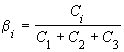 βᵢ = Cᵢ / (C₁ + C₂ + C₃)